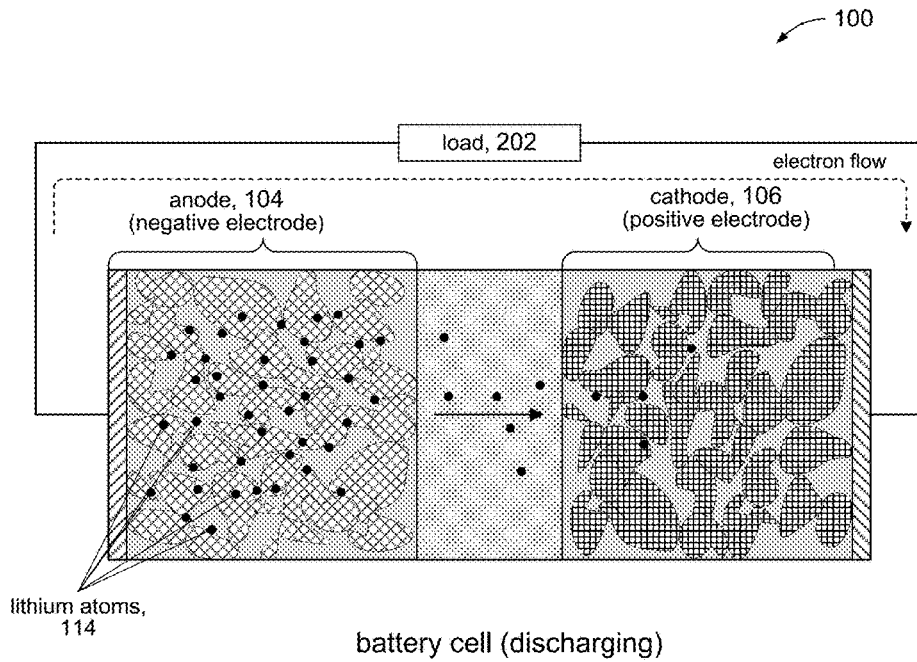 100
load, 202
electron flow
anode, 104
(negative electrode)
cathode, 106
(positive electrode)
lithium atoms,
114
battery cell (discharging)